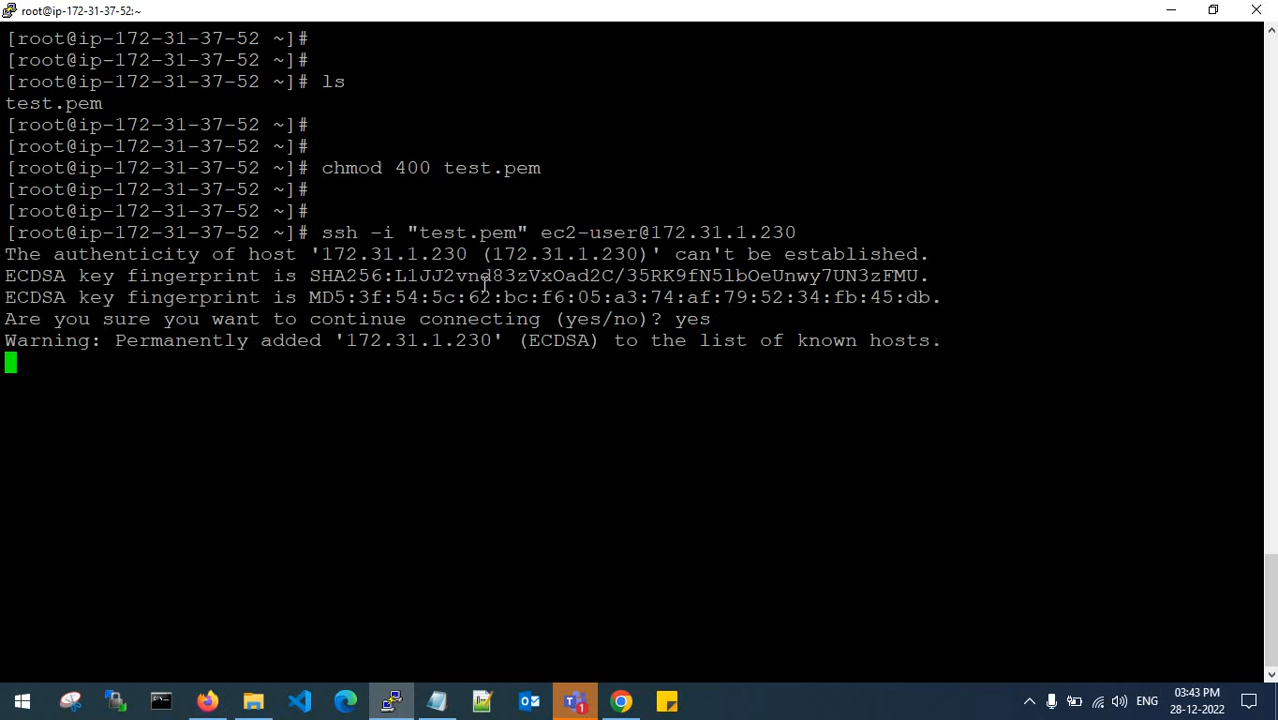 root@ip-172-31-37-52:~
[root@ip-172-31-37-52 ~]#
[root@ip-172-31-37-52 ~]#
[root@ip-172-31-37-52 ~]# ls
test.pem
[root@ip-172-31-37-52 ~]#
[root@ip-172-31-37-52 ~]#
[root@ip-172-31-37-52 ~]# chmod 400 test.pem
[root@ip-172-31-37-52 ~]#
[root@ip-172-31-37-52 ~]#
[root@ip-172-31-37-52 ~]# ssh -i "test.pem" ec2-user@172.31.1.230
The authenticity of host '172.31.1.230 (172.31.1.230)' can't be established.
ECDSA key fingerprint is SHA256:LlJJ2vnd83zVxOad2C/35RK9fN5lbOeUnwy7UN3zFMU.
ECDSA key fingerprint is MD5:3f:54:5c:62:bc:f6:05:a3:74:af:79:52:34:fb:45:db.
Are you sure you want to continue connecting (yes/no)? yes
Warning: Permanently added '172.31.1.230' (ECDSA) to the list of known hosts.
1
ENG
03:43 PM
28-12-2022